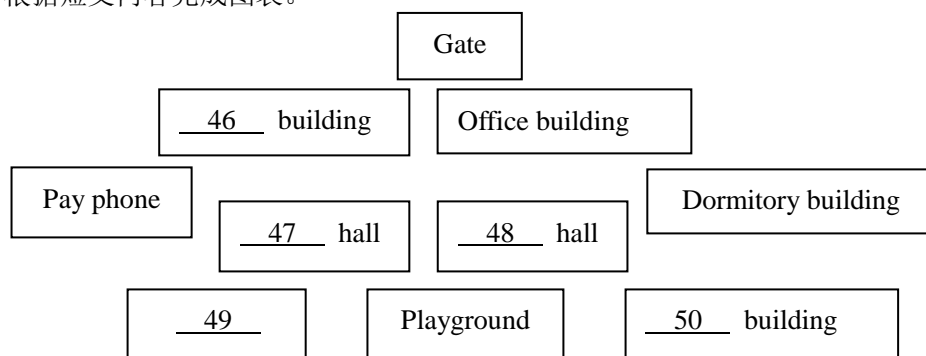 根据短文内容完成图表。
Gate
46 building
Office building
Pay phone
Dormitory building
47 hall
48 hall
49
Playground
50 building